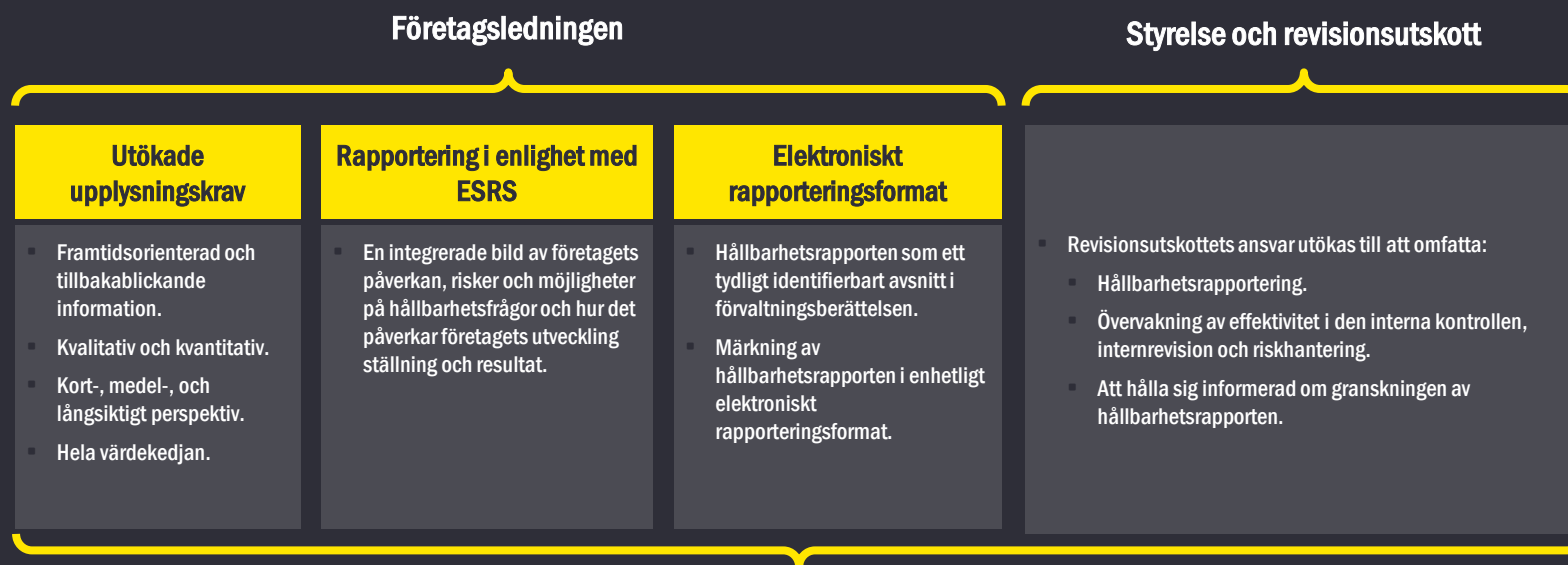 Företagsledningen
Styrelse och revisionsutskott
Utökade
upplysningskrav
Rapportering i enlighet med
ESRS
Elektroniskt
rapporteringsformat
Framtidsorienterad och
tillbakablickande
information.
Kvalitativ och kvantitativ.
Kort-, medel-, och
långsiktigt perspektiv.
Hela värdekedjan.
En integrerade bild av företagets
påverkan, risker och möjligheter
på hållbarhetsfrågor och hur det
påverkar företagets utveckling
ställning och resultat.
Hållbarhetsrapporten som ett
tydligt identifierbart avsnitt i
förvaltningsberättelsen.
Märkning av
hållbarhetsrapporten i enhetligt
elektroniskt
rapporteringsformat.
Revisionsutskottets ansvar utökas till att omfatta:
Hållbarhetsrapportering.
Övervakning av effektivitet i den interna kontrollen,
internrevision och riskhantering.
Att hålla sig informerad om granskningen av
hållbarhetsrapporten.